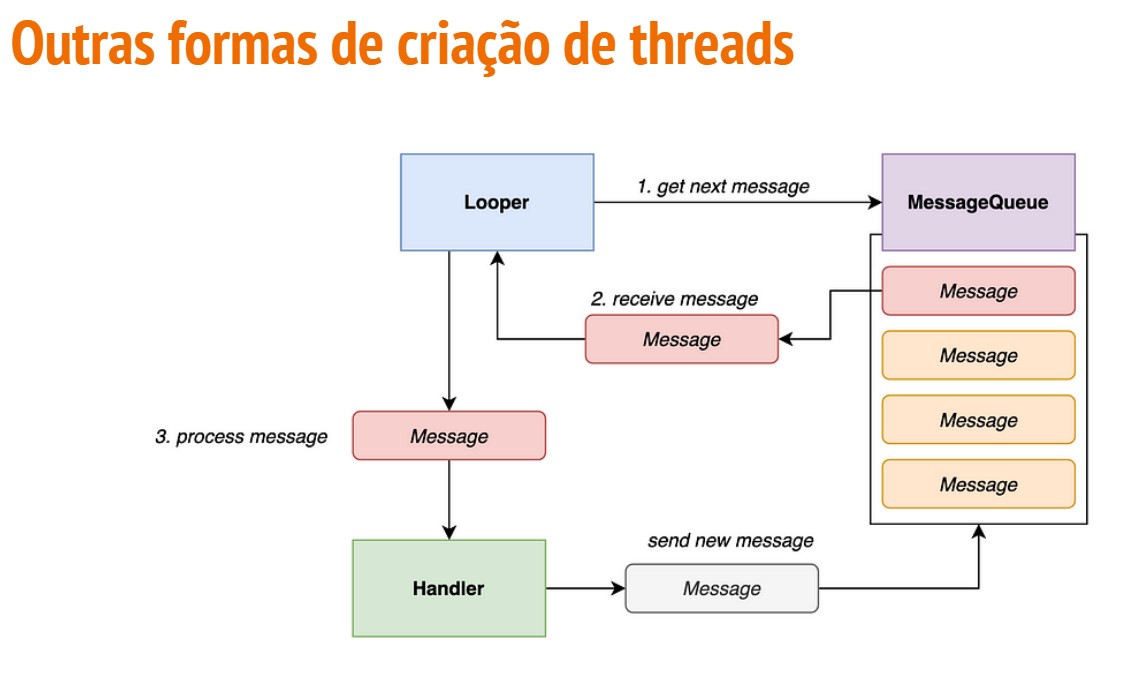 Outras formas de criação de threads
Looper
1. get next message
MessageQueue
Message
2. receive message
Message
Message
Message
3. process message
Message
Message
send new message
Handler
Message